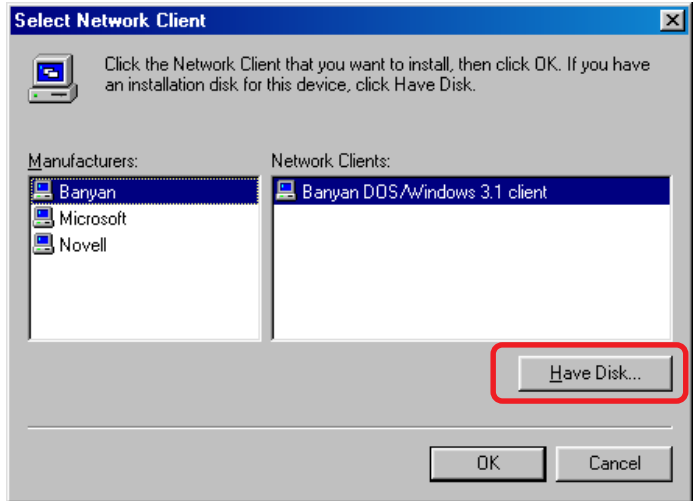 Select Network Client
Click the Network Client that you want to install, then click OK. If you have
an installation disk for this device, click Have Disk.
Manufacturers:
Network Clients:
Banyan
Banyan DOS/Windows 3.1 client
Microsoft
Novell
Have Disk...
OK
Cancel